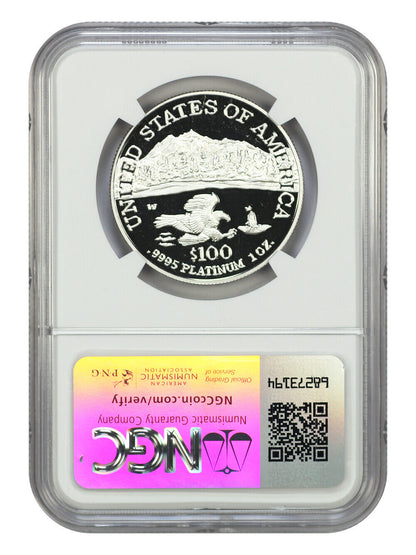 UNITED STATES OF AMERICA
W
$100
.9995 PLATINUM 1 OZ.
NGC
Numismatic Guaranty Company
NGCcoin.com/verify
Official Grading
Service of
AMERICAN
NUMISMATIC
ASSOCIATION
PNG
68273194